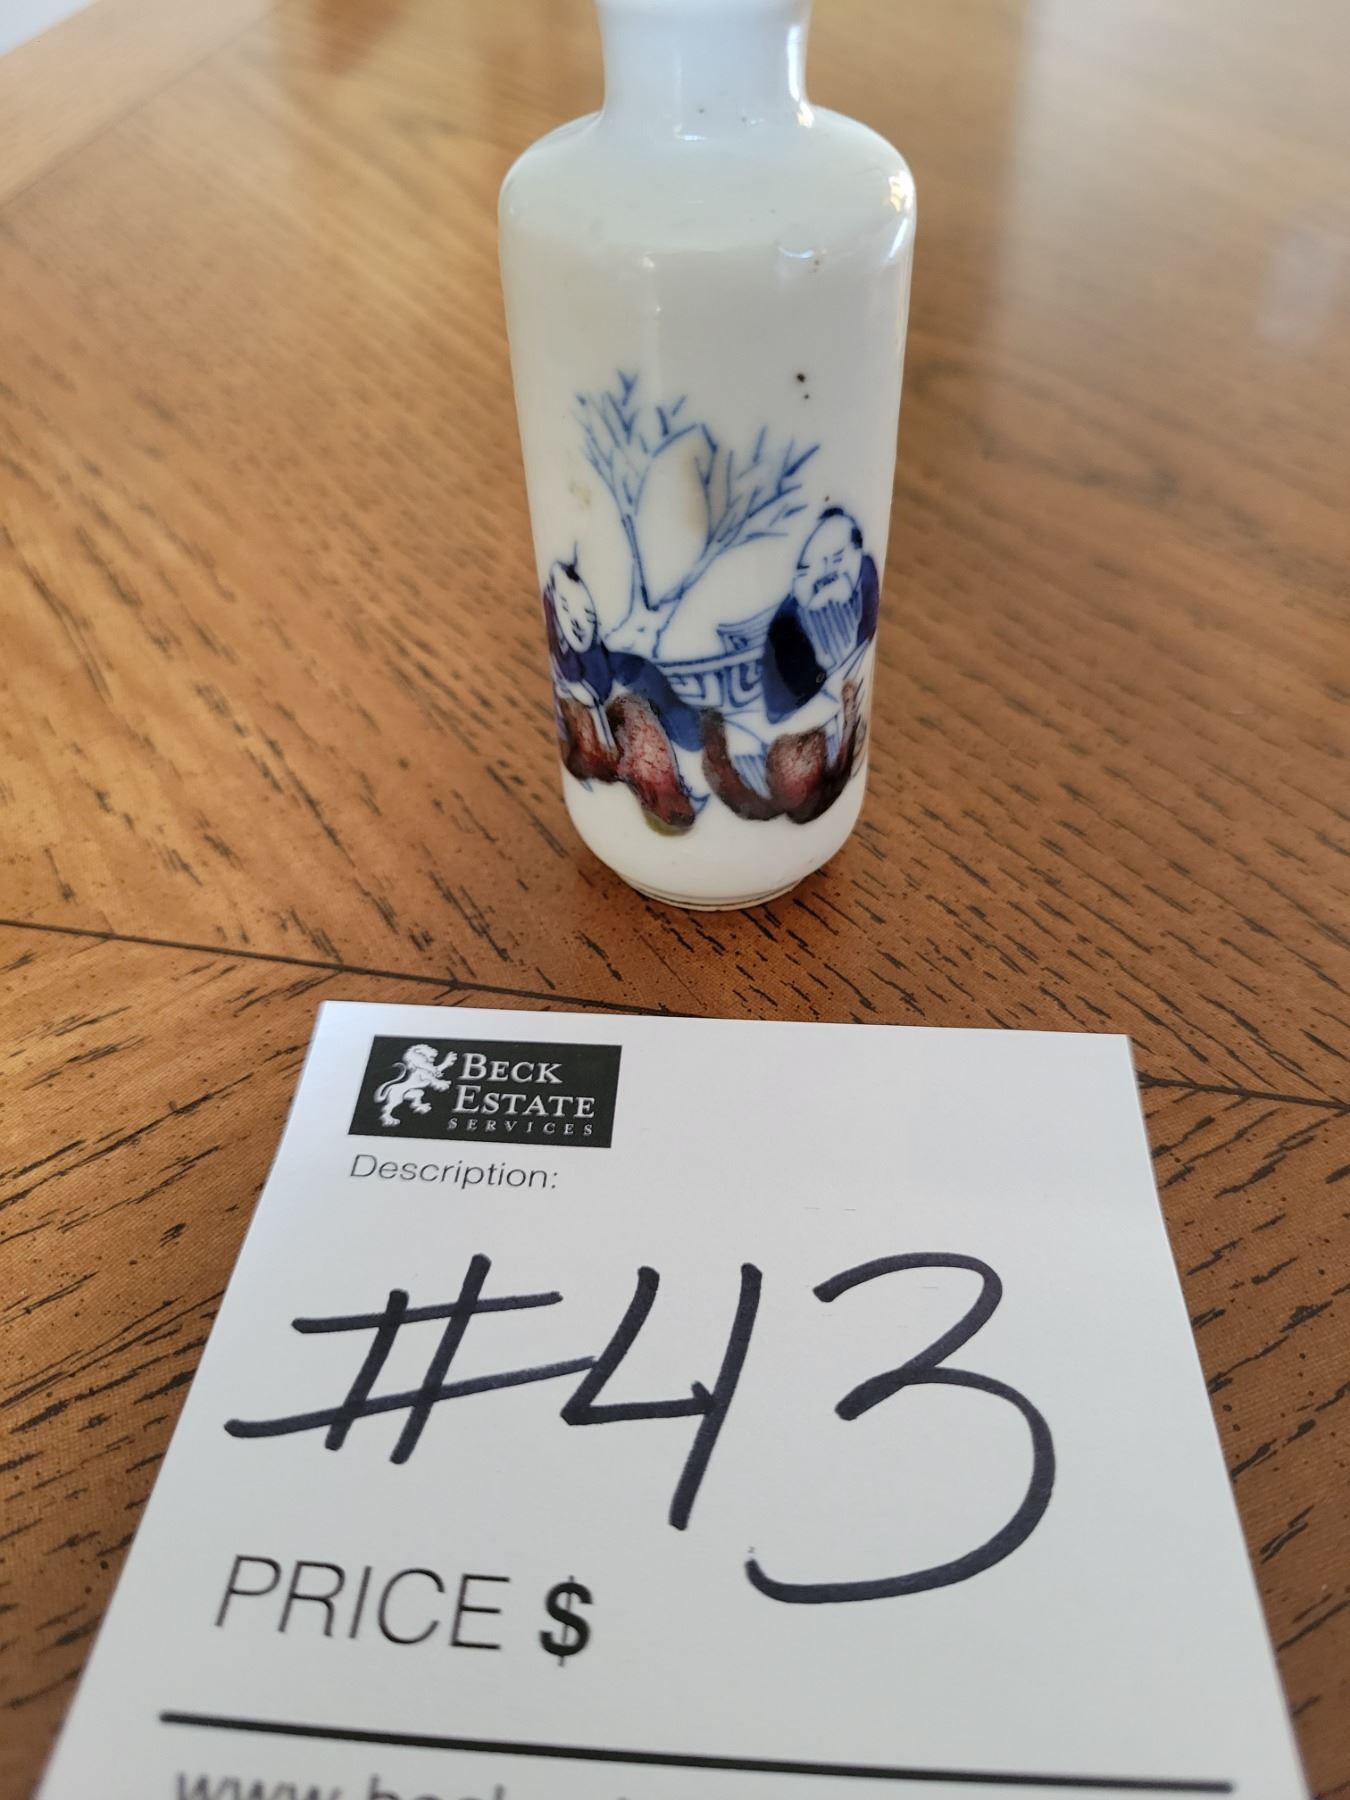 BECK
ESTATE
SERVICES
Description:
#43
PRICE $